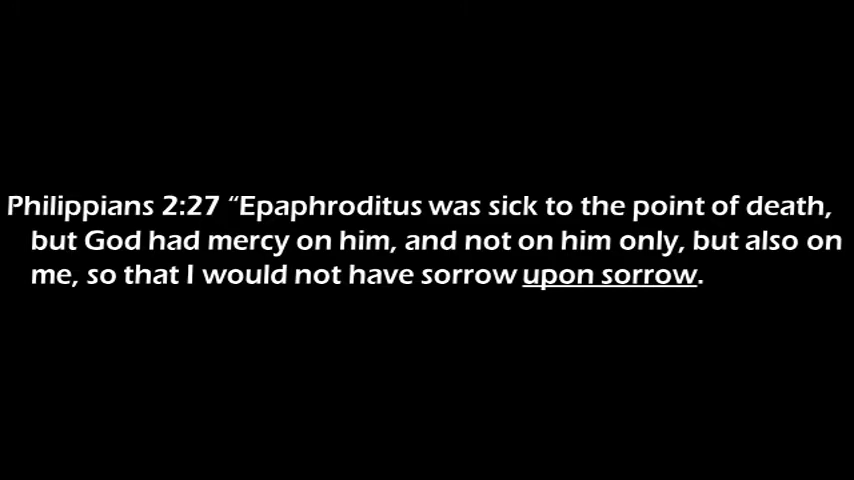 Philippians 2:27 “Epaphroditus was sick to the point of death,
but God had mercy on him, and not on him only, but also on
me, so that I would not have sorrow upon sorrow.